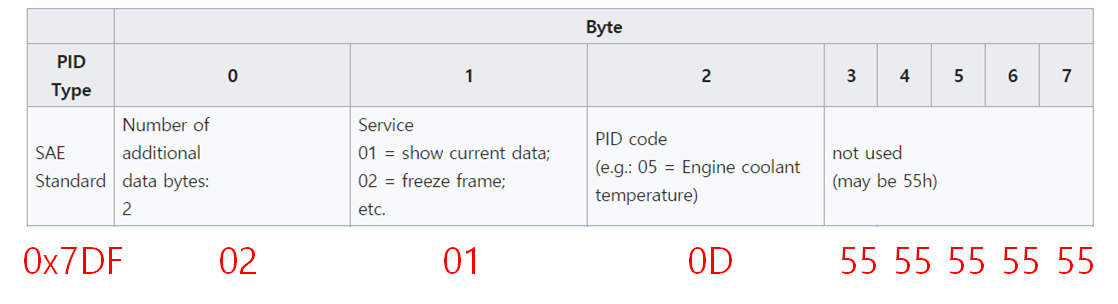 Byte
PID
Type
0
1
2
3
4
5
6
7
SAE
Standard
Number of
additional
data bytes:
2
Service
01 = show current data;
02 = freeze frame;
etc.
PID code
(e.g.: 05 = Engine coolant
temperature)
not used
(may be 55h)
0x7DF 02 01 0D 55 55 55 55 55